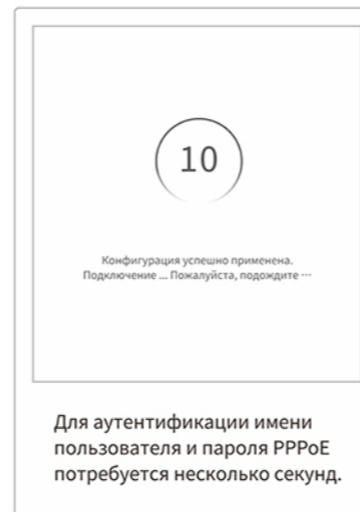 10
Конфигурация успешно применена.
Подключение ... Пожалуйста, подождите ···
Для аутентификации имени
пользователя и пароля PPPoE
потребуется несколько секунд.